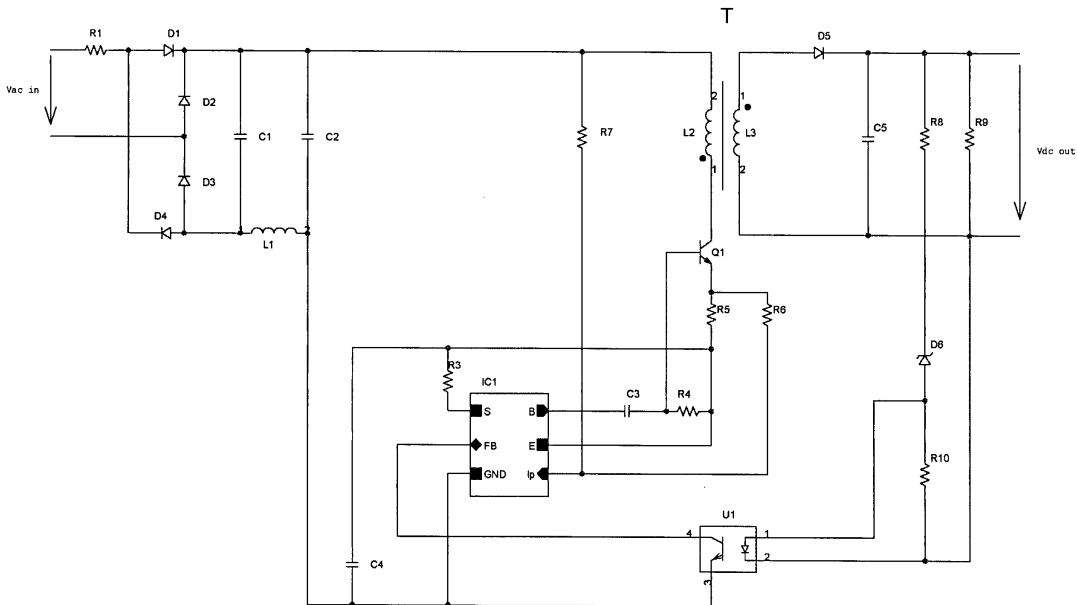 T
R1
D1
D5
Vac in
D2
C1
C2
R7
2
L2
1
1
L3
2
C5
R8
R9
Vdc out
D3
D4
1
L1
2
Q1
R5
R6
D6
R3
IC1
C3
R4
S
B
FB
E
GND
Ip
R10
U1
4
1
2
3
C4